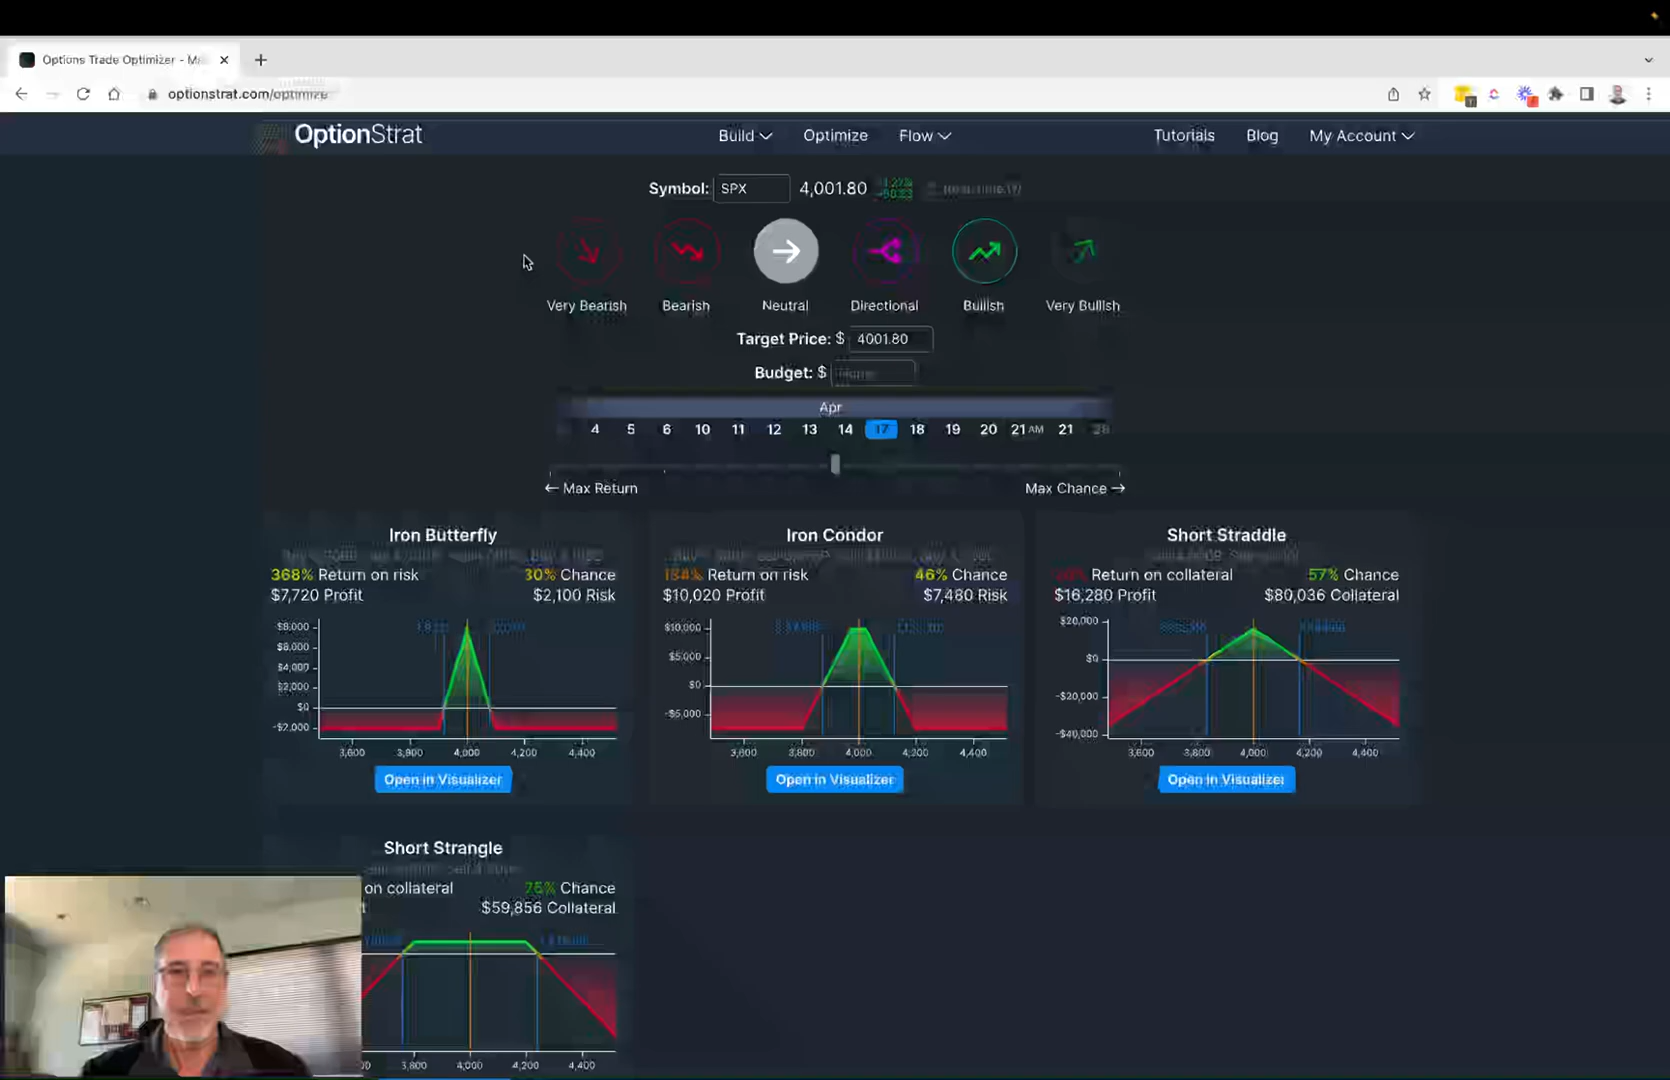 Options Trade Optimizer - M
optionstrat.com/optimize
OptionStrat
Build
Optimize
Flow
Tutorials
Blog
My Account
Symbol: SPX 4,001.80
Very Bearish
Bearish
Neutral
Directional
Bullish
Very Bullish
Target Price: $ 4001.80
Budget: $
Apr
4 5 6 10 11 12 13 14 17 18 19 20 21 AM 21 28
← Max Return
Max Chance →
Iron Butterfly
368% Return on risk 30% Chance
$7,720 Profit $2,100 Risk
$8,000
$6,000
$4,000
$2,000
$0
-$2,000
3,600 3,800 4,000 4,200 4,400
Open in Visualizer
Iron Condor
134% Return on risk 46% Chance
$10,020 Profit $7,480 Risk
$10,000
$5,000
$0
-$5,000
3,600 3,800 4,000 4,200 4,400
Open in Visualizer
Short Straddle
Return on collateral 57% Chance
$16,280 Profit $80,036 Collateral
$20,000
$0
-$20,000
-$40,000
3,600 3,800 4,000 4,200 4,400
Open in Visualizer
Short Strangle
on collateral 75% Chance
$59,856 Collateral
3,800 4,000 4,200 4,400